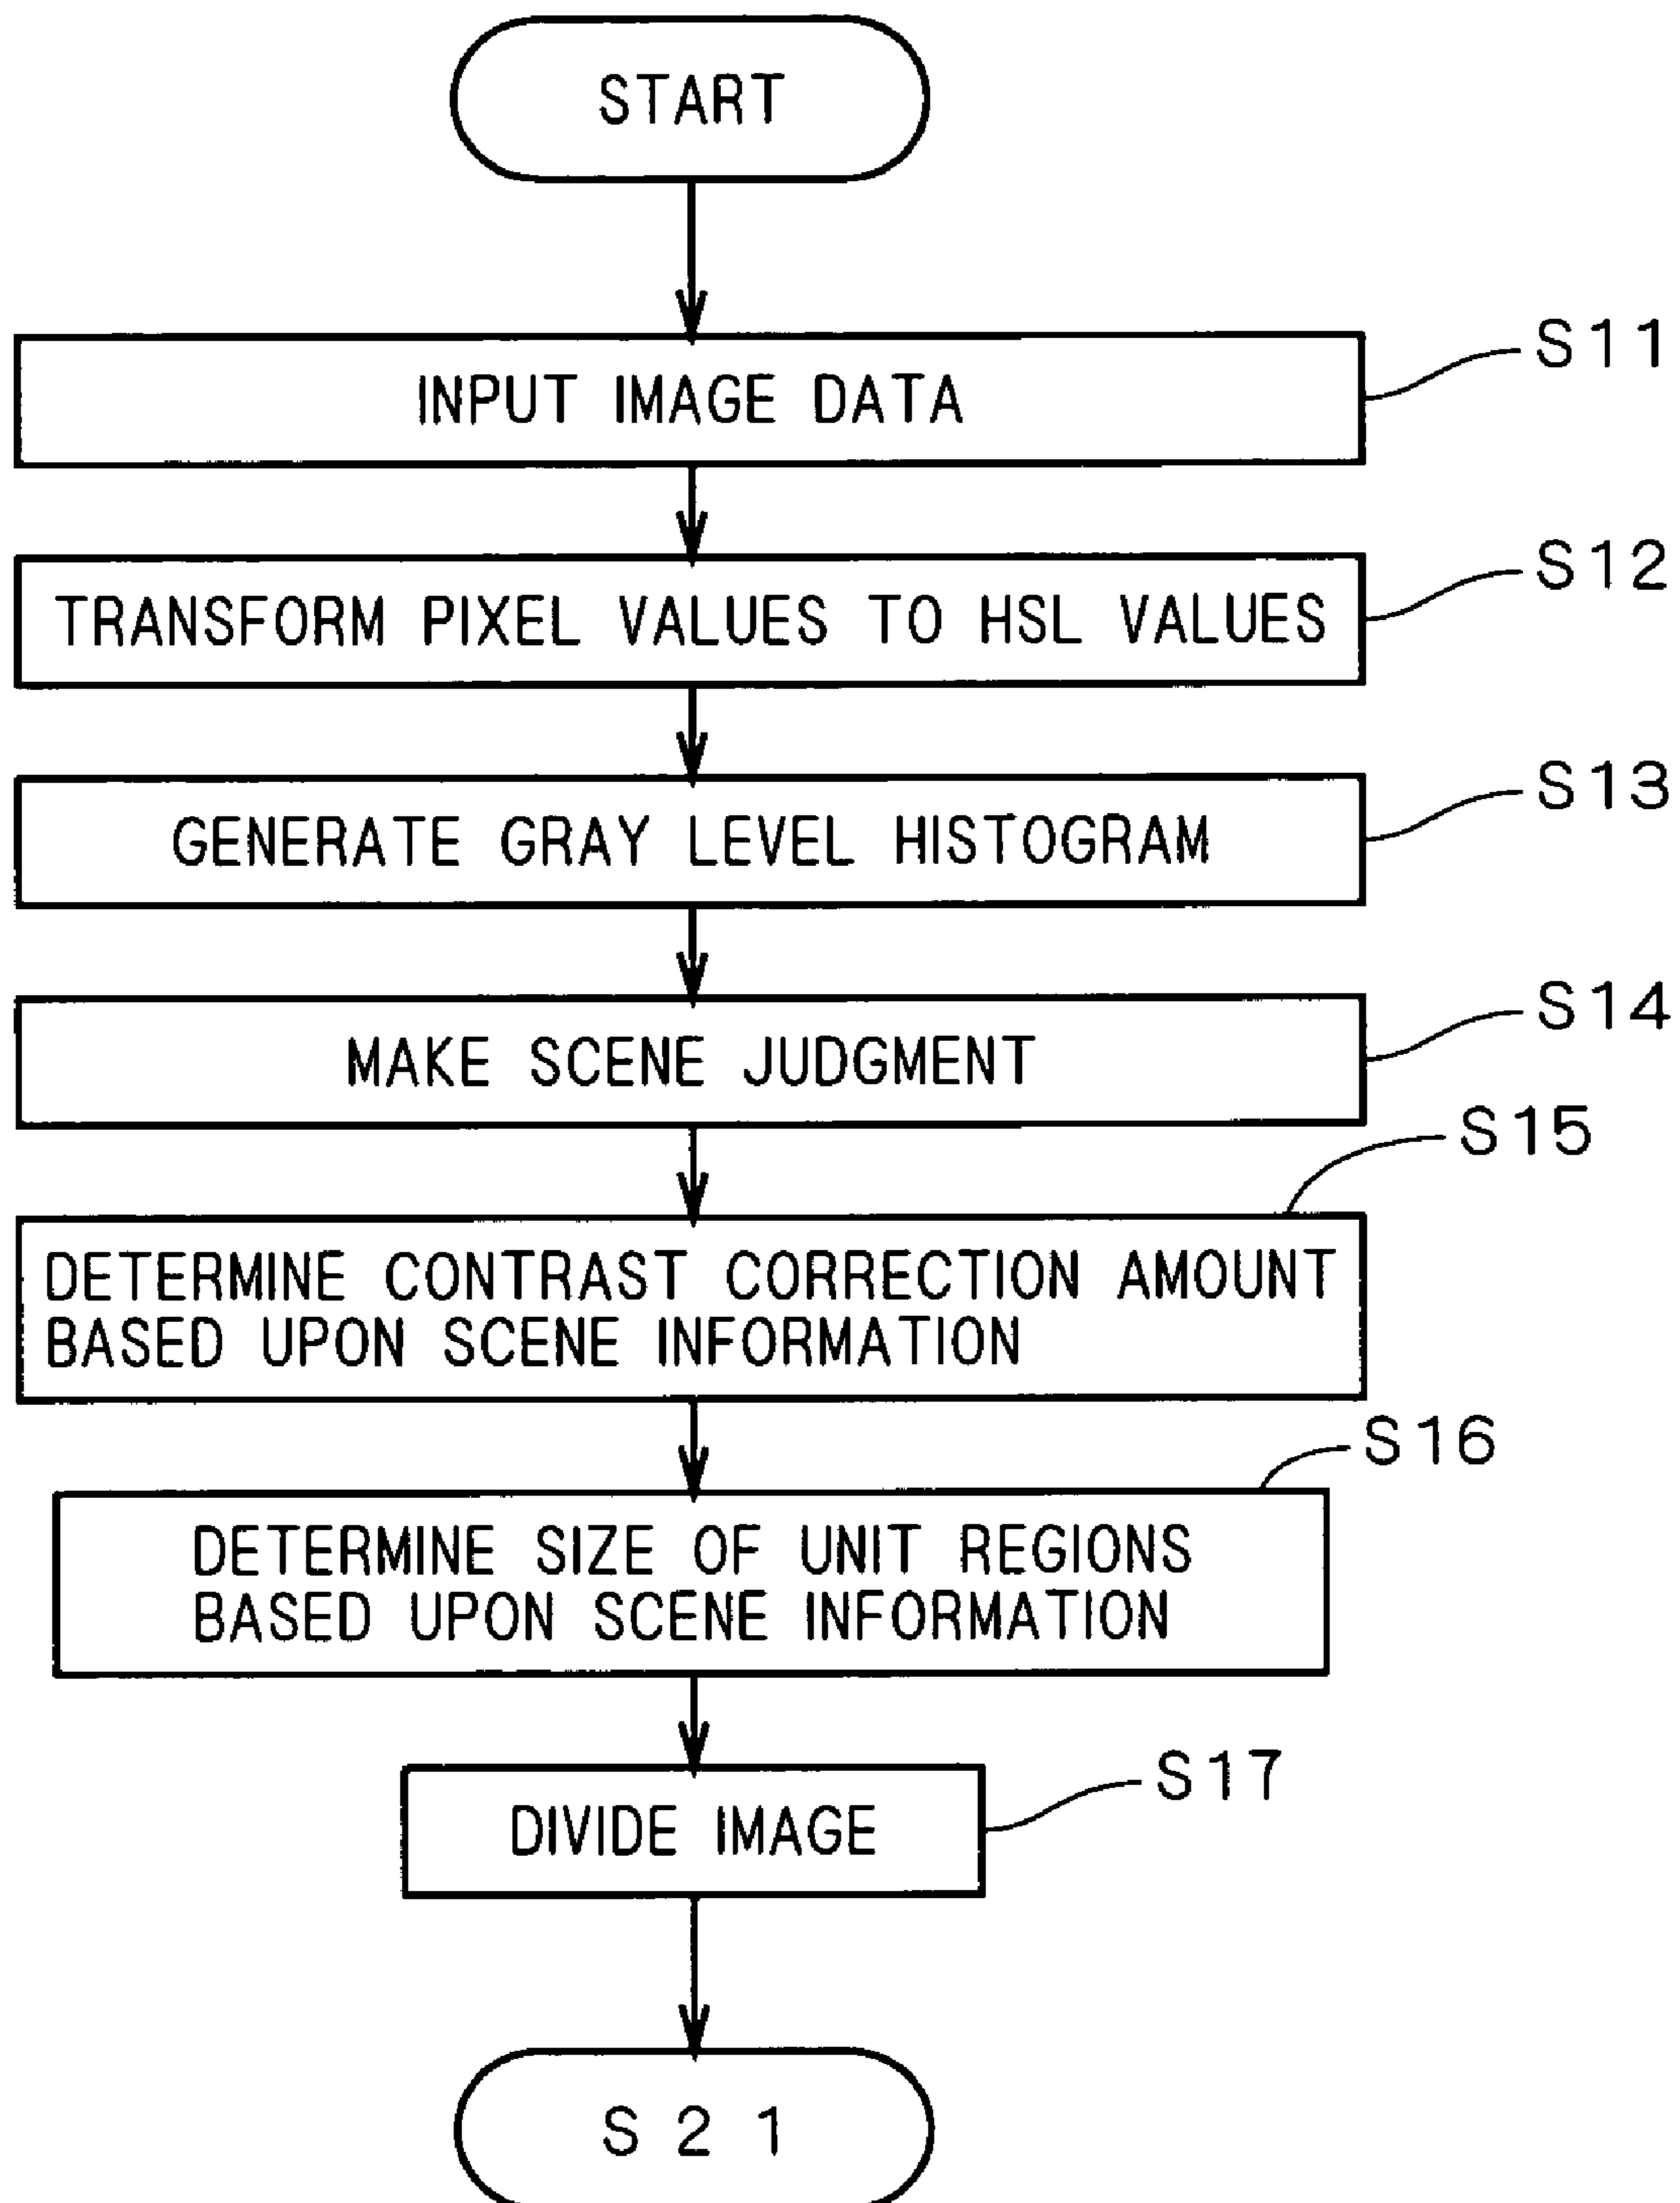 START
S11
INPUT IMAGE DATA
S12
TRANSFORM PIXEL VALUES TO HSL VALUES
S13
GENERATE GRAY LEVEL HISTOGRAM
S14
MAKE SCENE JUDGMENT
S15
DETERMINE CONTRAST CORRECTION AMOUNT
BASED UPON SCENE INFORMATION
S16
DETERMINE SIZE OF UNIT REGIONS
BASED UPON SCENE INFORMATION
S17
DIVIDE IMAGE
S21